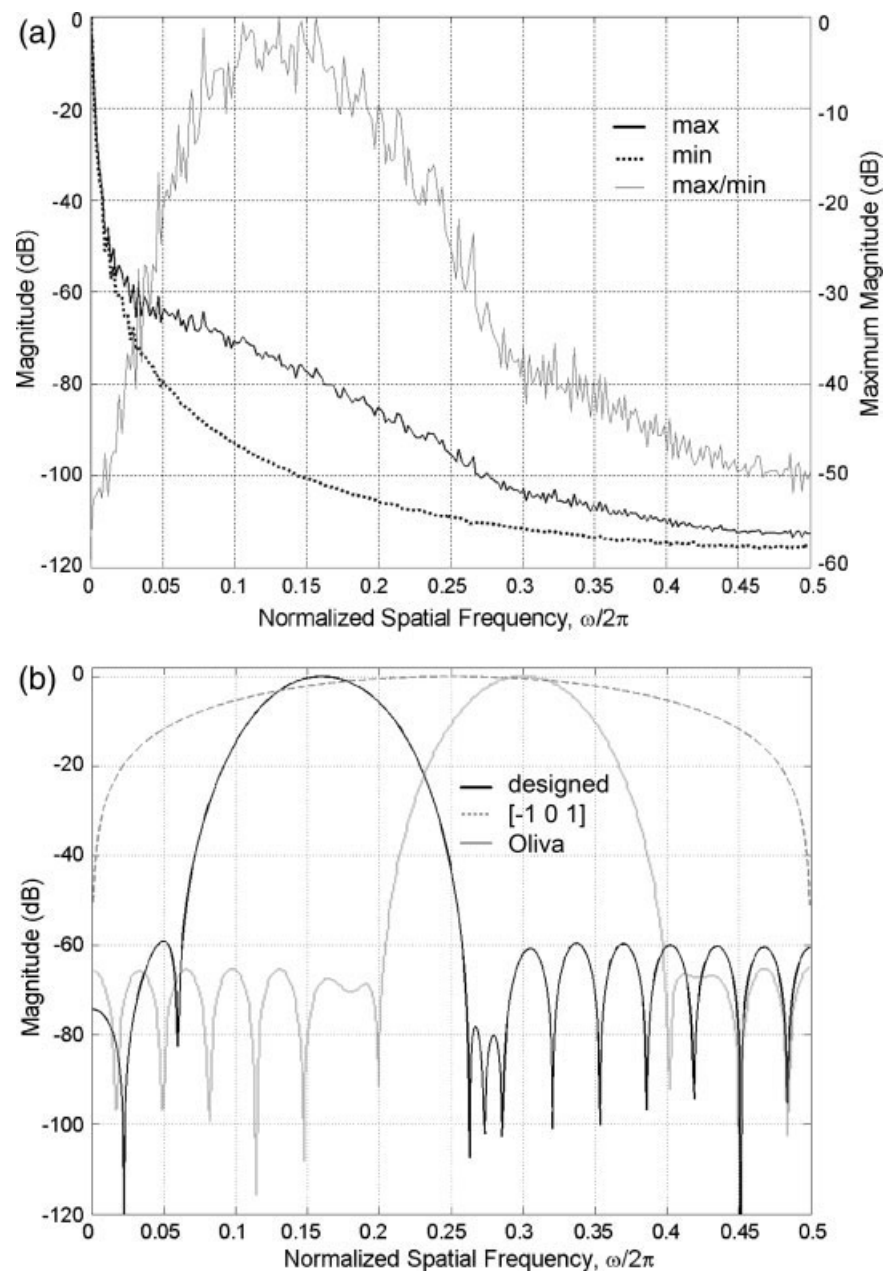 (a)
0
-20
-40
-60
-80
-100
-120
Magnitude (dB)
max
min
max/min
0
-10
-20
-30
-40
-50
-60
Maximum Magnitude (dB)
0 0.05 0.1 0.15 0.2 0.25 0.3 0.35 0.4 0.45 0.5
Normalized Spatial Frequency, ω/2π
(b)
0
-20
-40
-60
-80
-100
-120
Magnitude (dB)
designed
[-1 0 1]
Oliva
0 0.05 0.1 0.15 0.2 0.25 0.3 0.35 0.4 0.45 0.5
Normalized Spatial Frequency, ω/2π